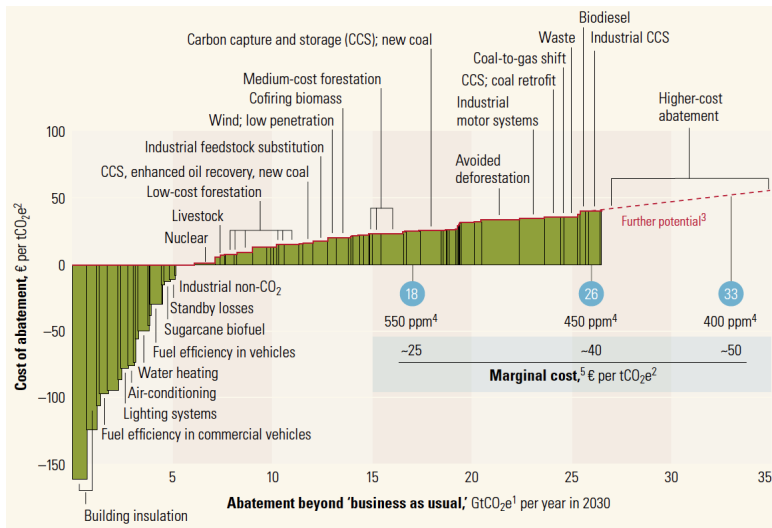 Biodiesel
Carbon capture and storage (CCS); new coal
Waste
Industrial CCS
Coal-to-gas shift
Medium-cost forestation
CCS; coal retrofit
Cofiring biomass
Industrial
motor systems
Higher-cost
abatement
Wind; low penetration
Industrial feedstock substitution
Avoided
deforestation
CCS, enhanced oil recovery, new coal
Low-cost forestation
Livestock
Nuclear
Further potential³
100
50
0
−50
−100
−150
Cost of abatement, € per tCO₂e²
Industrial non-CO₂
Standby losses
Sugarcane biofuel
Fuel efficiency in vehicles
Water heating
Air-conditioning
Lighting systems
Fuel efficiency in commercial vehicles
Building insulation
18
26
33
550 ppm⁴
450 ppm⁴
400 ppm⁴
~25
~40
~50
Marginal cost,⁵ € per tCO₂e²
5
10
15
20
25
30
35
Abatement beyond ‘business as usual,’ GtCO₂e¹ per year in 2030